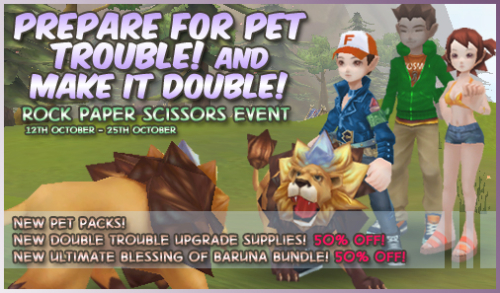 PREPARE FOR PET
TROUBLE! AND
MAKE IT DOUBLE!
ROCK PAPER SCISSORS EVENT
12TH OCTOBER - 25TH OCTOBER
F
USA
NEW PET PACKS!
NEW DOUBLE TROUBLE UPGRADE SUPPLIES! 50% OFF!
NEW ULTIMATE BLESSING OF BARUNA BUNDLE! 50% OFF!